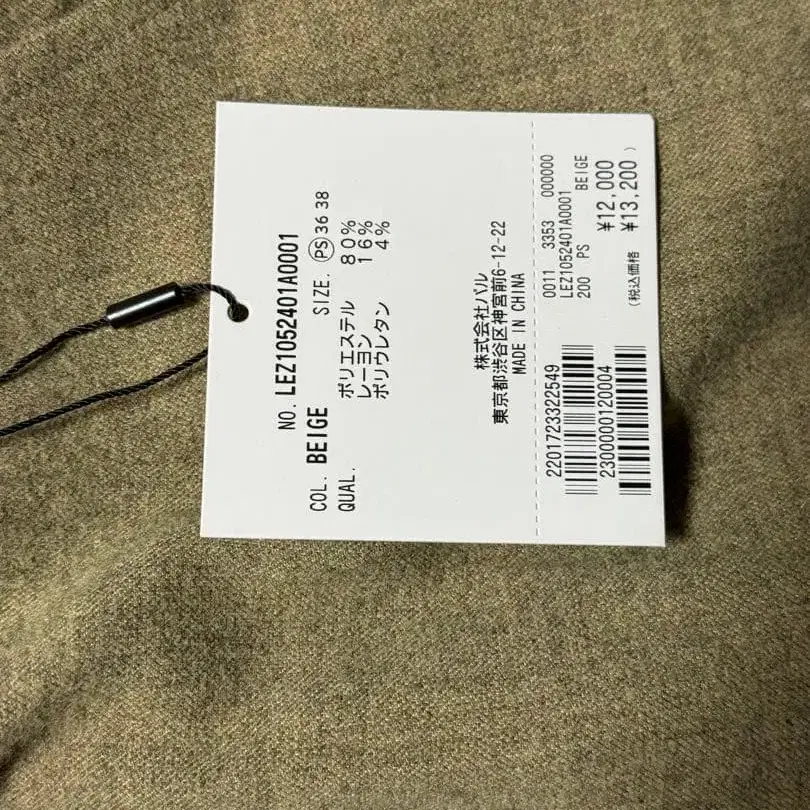 NO. LEZ1052401A0001
COL. BEIGE SIZE. PS 36 38
QUAL. ポリエステル 80%
レーヨン 16%
ポリウレタン 4%
株式会社パル
東京都渋谷区神宮前6-12-22
MADE IN CHINA
2201723322549
0011 3353 000000
LEZ1052401A0001
200 PS BEIGE
2300000120004
¥12,000
(税込価格 ¥13,200)